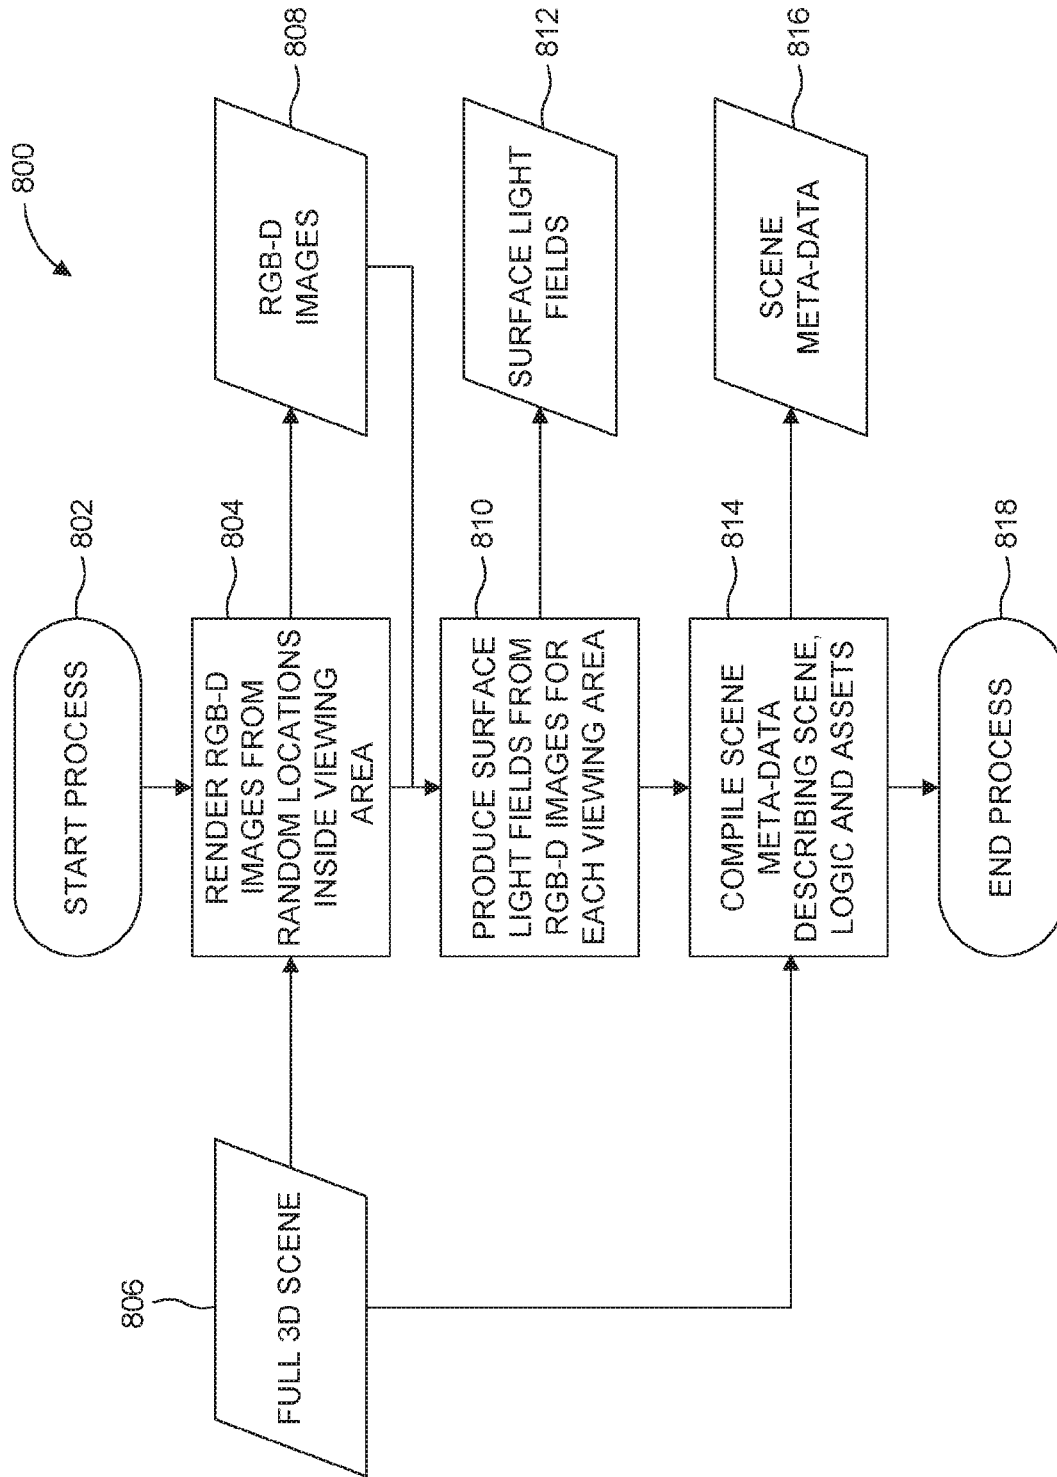 800
START PROCESS
802
FULL 3D SCENE
806
RENDER RGB-D
IMAGES FROM
RANDOM LOCATIONS
INSIDE VIEWING
AREA
804
RGB-D
IMAGES
808
PRODUCE SURFACE
LIGHT FIELDS FROM
RGB-D IMAGES FOR
EACH VIEWING AREA
810
SURFACE LIGHT
FIELDS
812
COMPILE SCENE
META-DATA
DESCRIBING SCENE,
LOGIC AND ASSETS
814
SCENE
META-DATA
816
END PROCESS
818